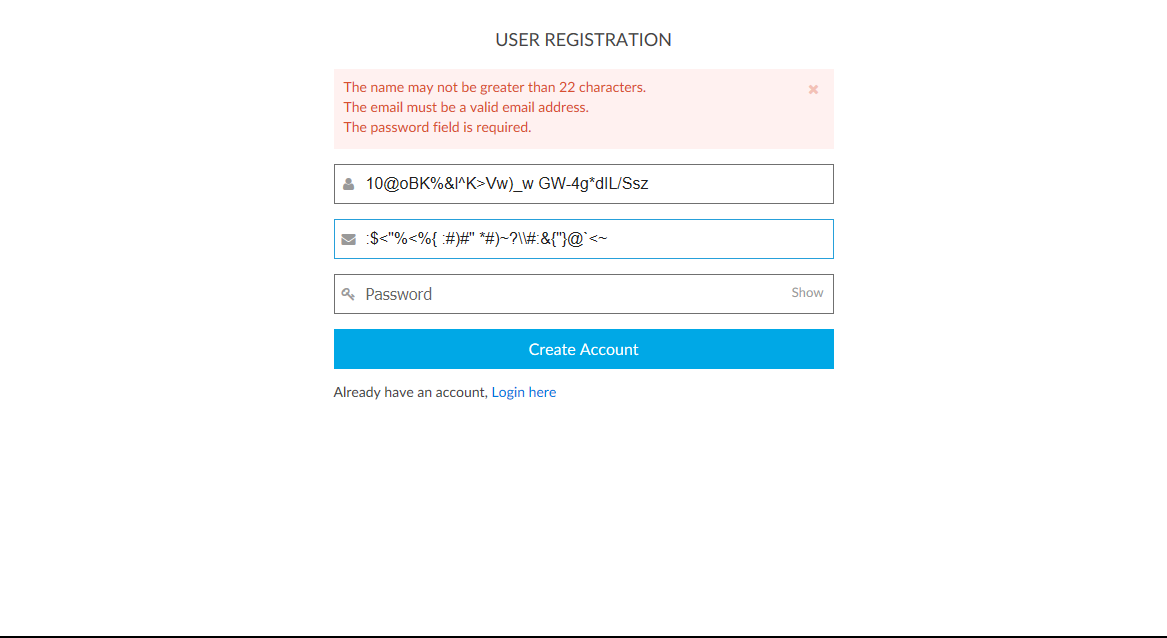 USER REGISTRATION
The name may not be greater than 22 characters.
The email must be a valid email address.
The password field is required.
10@oBK%&l^K>Vw)_w GW-4g*dIL/Ssz
:$<"%<%{ :#)#" *#)~?\\#:&{"}@`<~
Password Show
Create Account
Already have an account, Login here